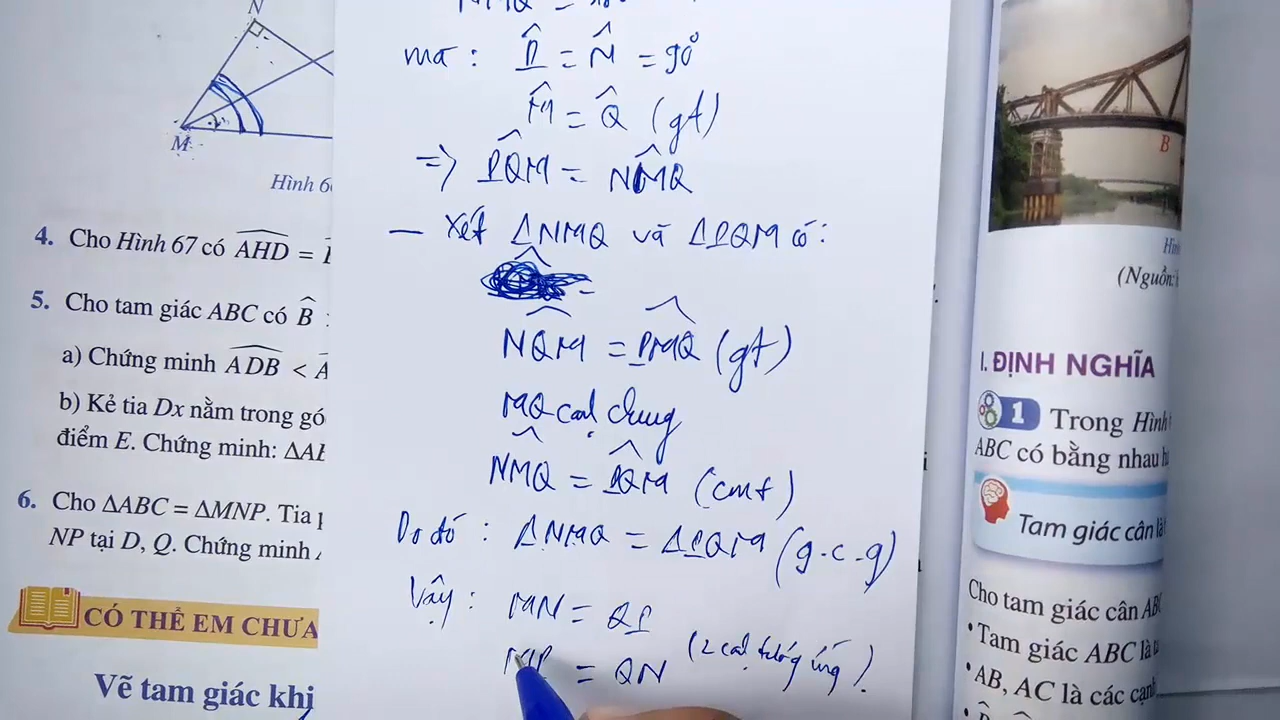 N
M
Hình 6
4. Cho Hình 67 có AHD =
5. Cho tam giác ABC có B
a) Chứng minh ADB <
b) Kẻ tia Dx nằm trong gó
điểm E. Chứng minh: ΔAE
6. Cho ΔABC = ΔMNP. Tia
NP tại D, Q. Chứng minh
CÓ THỂ EM CHƯA
Vẽ tam giác khi
NMQ =
mà : P = N = 90°
M = Q (gt)
=> PQM = NMQ
– Xét ΔNMQ và ΔPQM có:
NQM = PMQ (gt)
MQ cạnh chung
NMQ = PQM (cmt)
Do đó : ΔNMQ = ΔPQM (g-c-g)
Vậy : MN = QP
MP = QN (2 cạnh tương ứng).
B
(Nguồn:
I. ĐỊNH NGHĨA
1 Trong Hình
ABC có bằng nhau
Tam giác cân là
Cho tam giác cân ABC
• Tam giác ABC là
• AB, AC là các cạnh